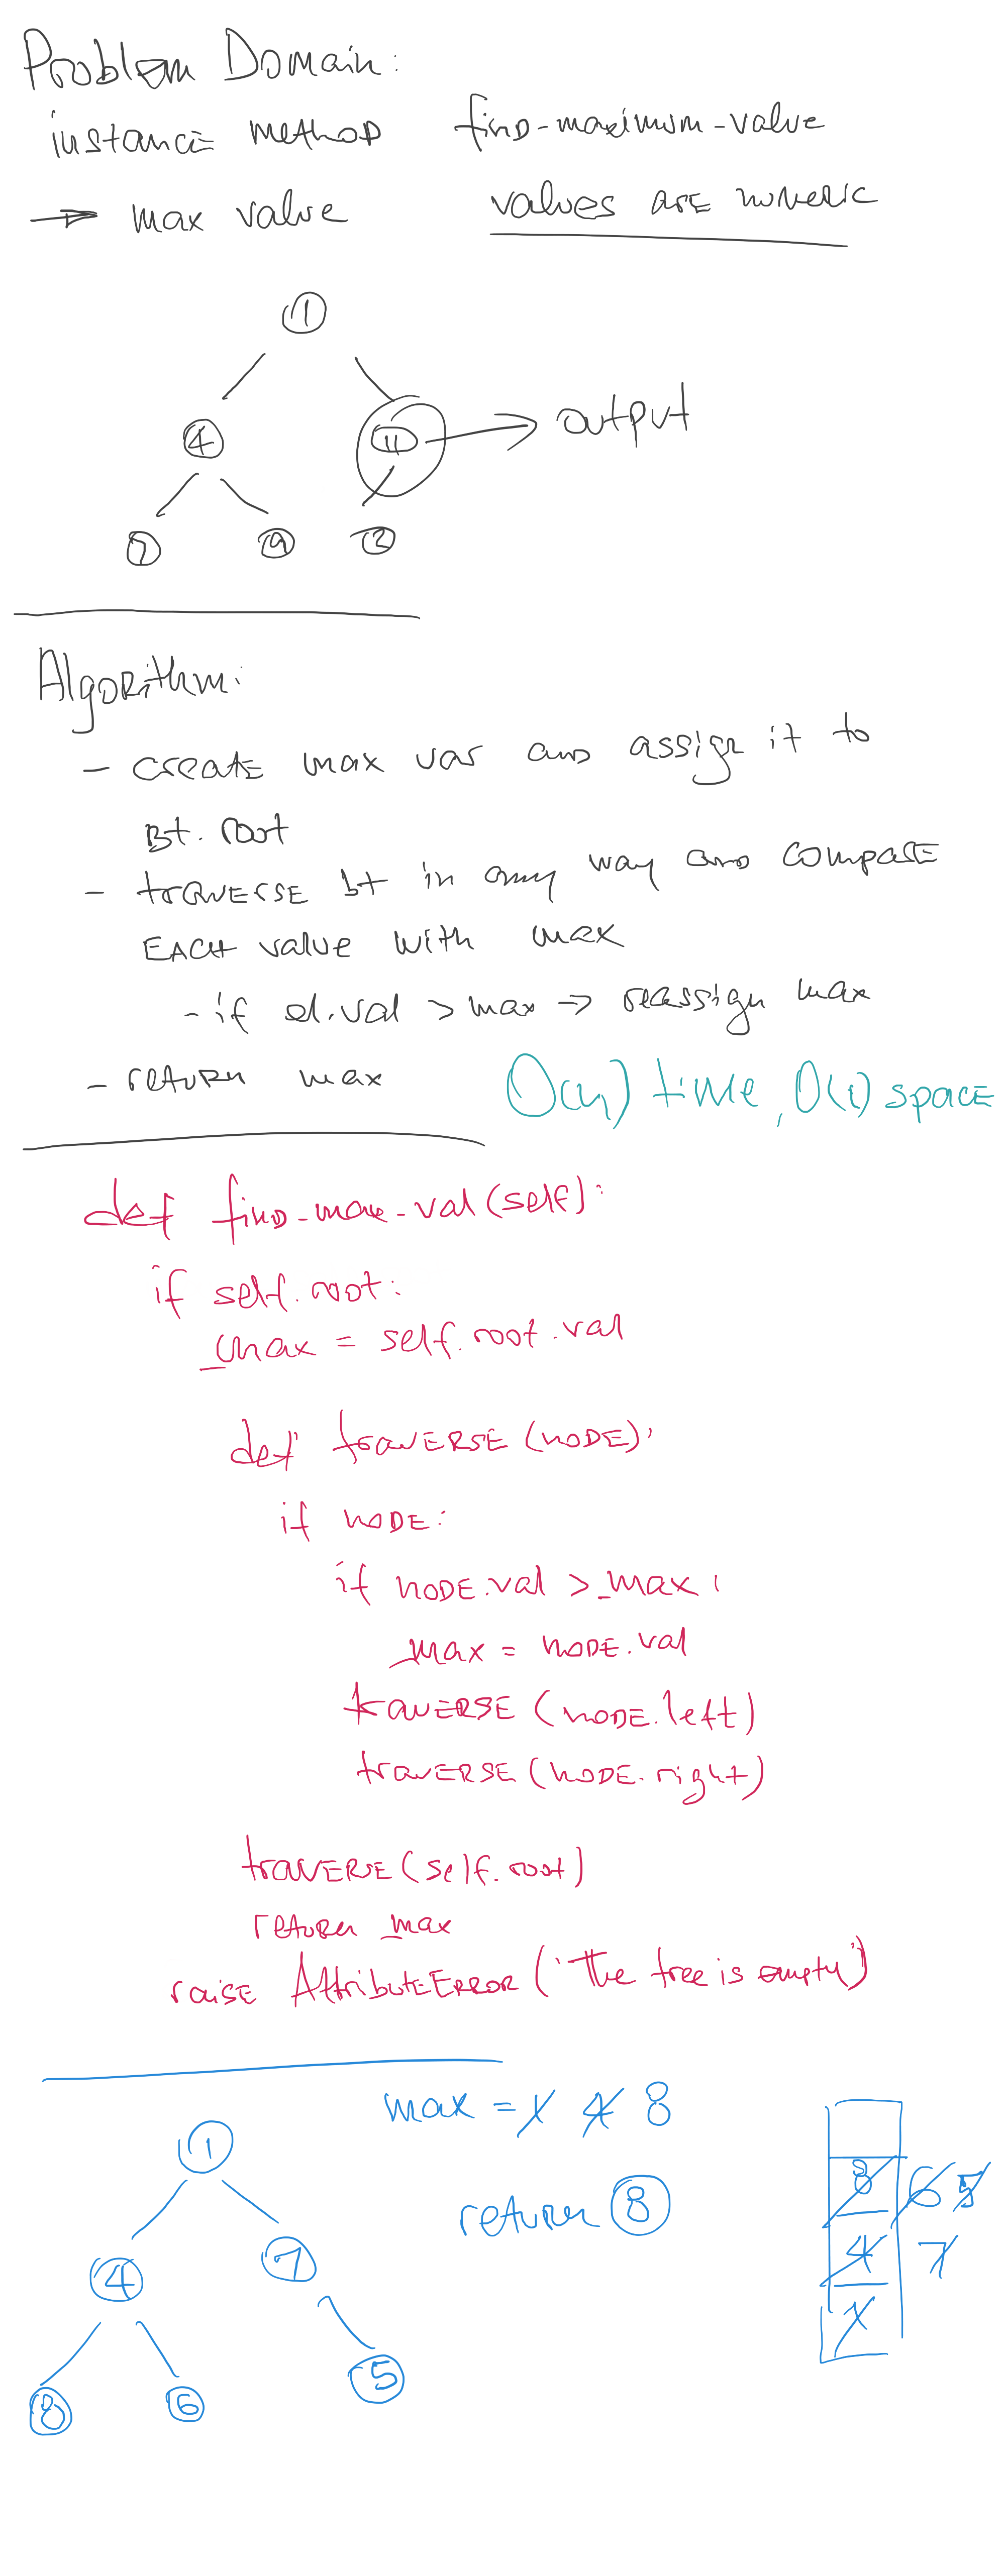 Problem Domain:
instance method find-maximum-value
→ max value values are numeric
1
4 11 → output
7 9 2
Algorithm:
- create max var and assign it to
Bt. root
- traverse bt in any way and compare
EACH value with max
- if el.val > max → reassign max
- return max O(n) time, O(1) space
def find-max-val(self):
if self.root:
_max = self.root.val
def traverse(node):
if node:
if node.val > _max:
_max = node.val
traverse (node.left)
traverse (node.right)
traverse (self.root)
return _max
raise AttributeError ('The tree is empty')
max = 1 4 8
1
8 6 5
return 8
4 7
4 7
1
5
8 6